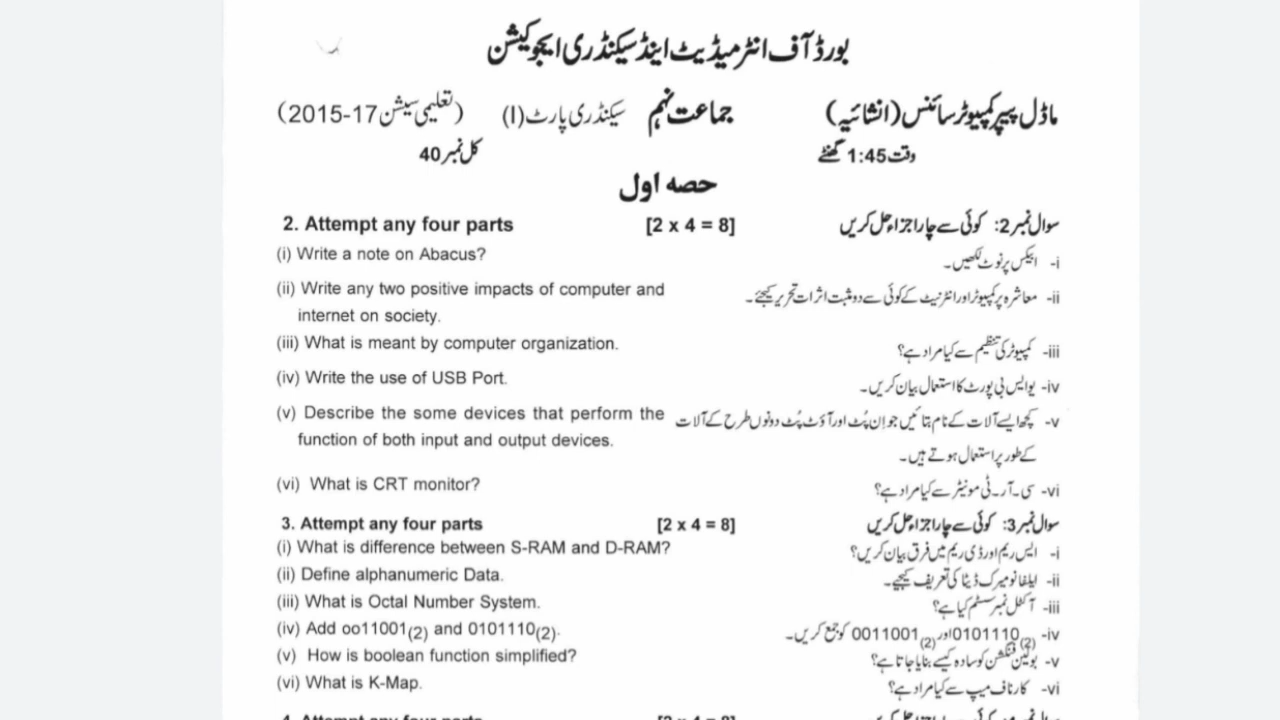 بورڈ آف انٹرمیڈیٹ اینڈ سیکنڈری ایجوکیشن
ماڈل پیپر کمپیوٹر سائنس (انشائیہ) جماعت نہم سیکنڈری پارٹ (I) (تعلیمی سیشن 17-2015)
وقت 1:45 گھنٹے کل نمبر 40
حصہ اول
2. Attempt any four parts [2 x 4 = 8] سوال نمبر 2: کوئی سے چار اجزاء حل کریں
(i) Write a note on Abacus? i- ابیکس پر نوٹ لکھیں۔
(ii) Write any two positive impacts of computer and ii- معاشرہ پر کمپیوٹر اور انٹرنیٹ کے کوئی سے دو مثبت اثرات تحریر کیجئے۔
internet on society.
(iii) What is meant by computer organization. iii- کمپیوٹر کی تنظیم سے کیا مراد ہے؟
(iv) Write the use of USB Port. iv- یو ایس بی پورٹ کا استعمال بیان کریں۔
(v) Describe the some devices that perform the v- کچھ ایسے آلات کے نام بتائیں جو اِن پُٹ اور آؤٹ پُٹ دونوں طرح کے آلات
function of both input and output devices. کے طور پر استعمال ہوتے ہیں۔
(vi) What is CRT monitor? vi- سی۔آر۔ٹی مونیٹر سے کیا مراد ہے؟
3. Attempt any four parts [2 x 4 = 8] سوال نمبر 3: کوئی سے چار اجزاء حل کریں
(i) What is difference between S-RAM and D-RAM? i- ایس ریم اور ڈی ریم میں فرق بیان کریں؟
(ii) Define alphanumeric Data. ii- ایلفانومیرک ڈیٹا کی تعریف کیجیے۔
(iii) What is Octal Number System. iii- آکٹل نمبر سسٹم کیا ہے؟
(iv) Add oo11001(2) and 0101110(2). iv- 0101110(2) اور 0011001(2) کو جمع کریں۔
(v) How is boolean function simplified? v- بولین فنکشن کو سادہ کیسے بنایا جاتا ہے؟
(vi) What is K-Map. vi- کارناف میپ سے کیا مراد ہے؟
4. Attempt any four parts [2 x 4 = 8]